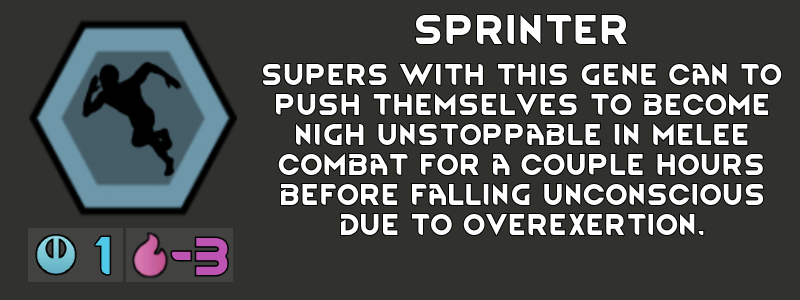 SPRINTER
SUPERS WITH THIS GENE CAN TO
PUSH THEMSELVES TO BECOME
NIGH UNSTOPPABLE IN MELEE
COMBAT FOR A COUPLE HOURS
BEFORE FALLING UNCONSCIOUS
DUE TO OVEREXERTION.
1 -3